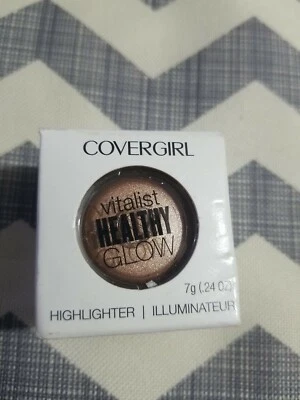 COVERGIRL
vitalist
HEALTHY
GLOW
7g (.24 OZ)
HIGHLIGHTER | ILLUMINATEUR